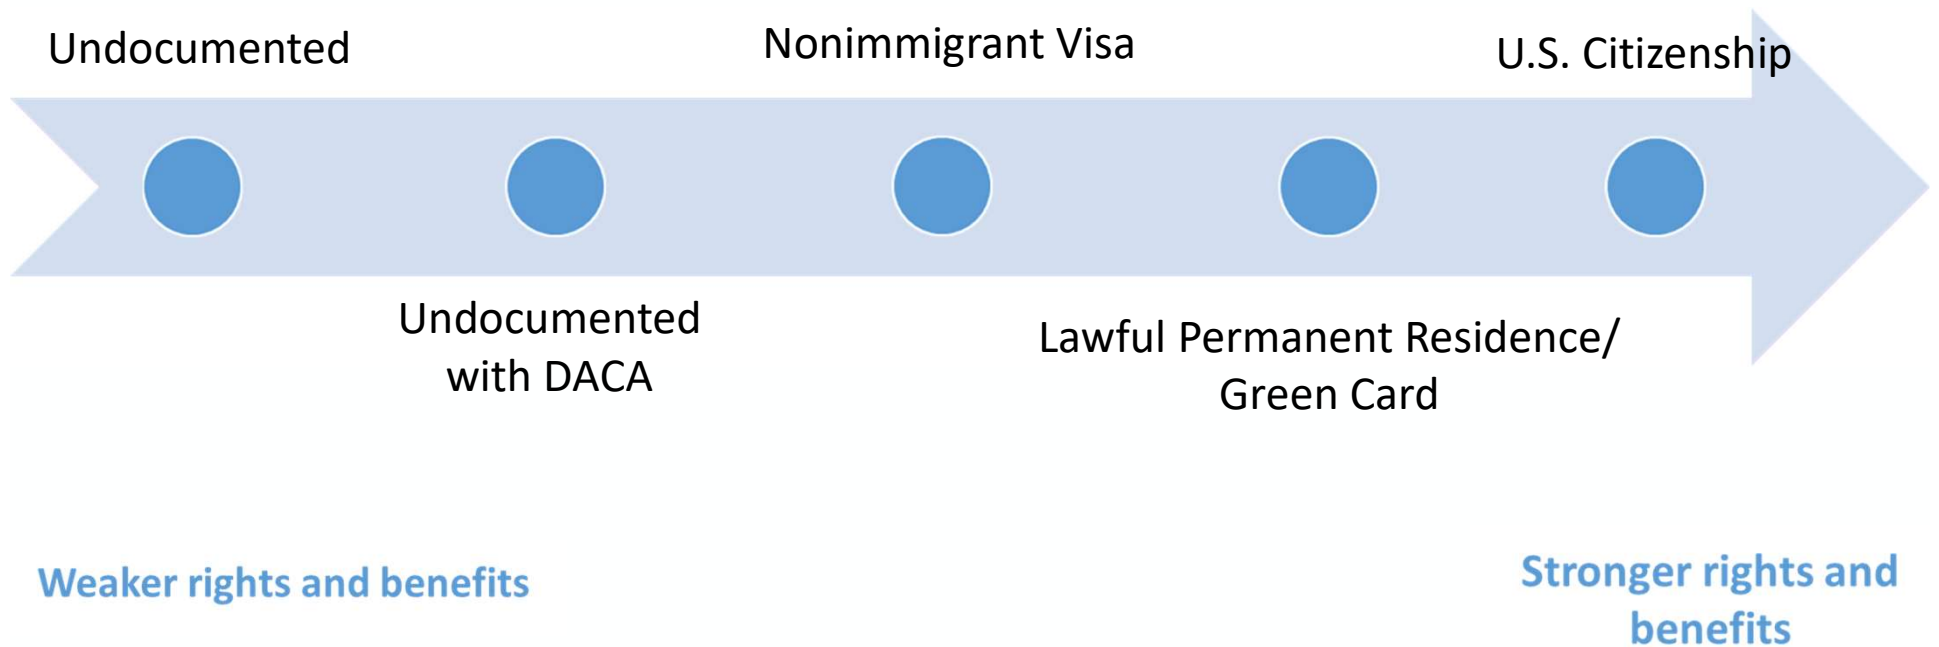 Undocumented
Nonimmigrant Visa
U.S. Citizenship
Undocumented
with DACA
Lawful Permanent Residence/
Green Card
Weaker rights and benefits
Stronger rights and
benefits